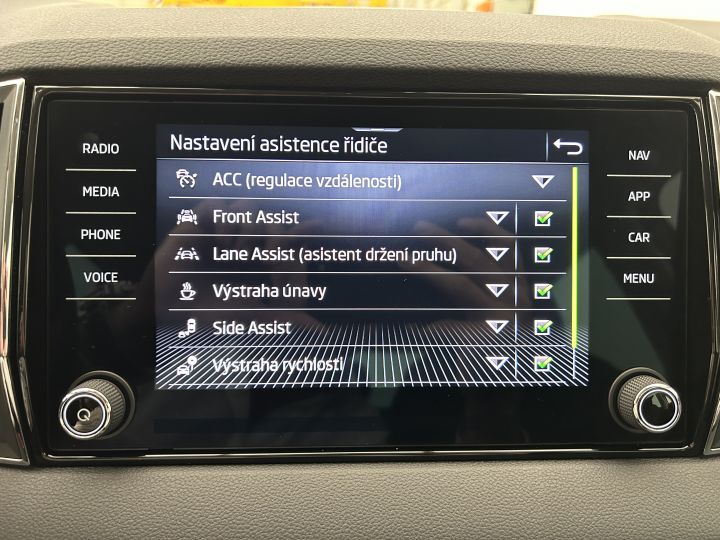 Nastavení asistence řidiče
RADIO
MEDIA
PHONE
VOICE
ACC (regulace vzdálenosti)
Front Assist
Lane Assist (asistent držení pruhu)
Výstraha únavy
Side Assist
Výstraha rychlosti
NAV
APP
CAR
MENU